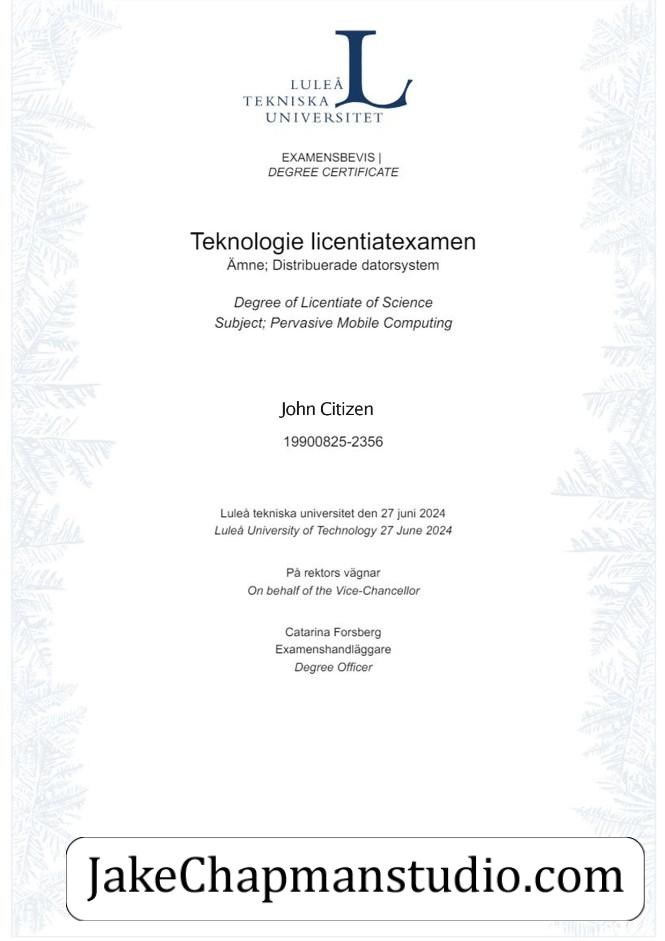 LULEÅ
TEKNISKA
UNIVERSITET
EXAMENSBEVIS |
DEGREE CERTIFICATE
Teknologie licentiatexamen
Ämne; Distribuerade datorsystem
Degree of Licentiate of Science
Subject; Pervasive Mobile Computing
John Citizen
19900825-2356
Luleå tekniska universitet den 27 juni 2024
Luleå University of Technology 27 June 2024
På rektors vägnar
On behalf of the Vice-Chancellor
Catarina Forsberg
Examenshandläggare
Degree Officer
JakeChapmanstudio.com